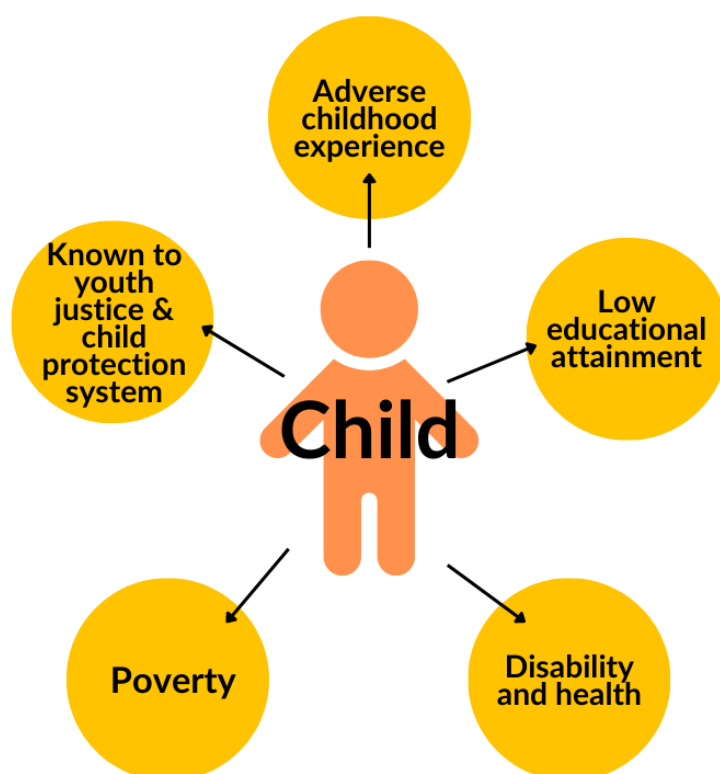 Adverse
childhood
experience
Known to
youth
justice &
child
protection
system
Low
educational
attainment
Child
Poverty
Disability
and health